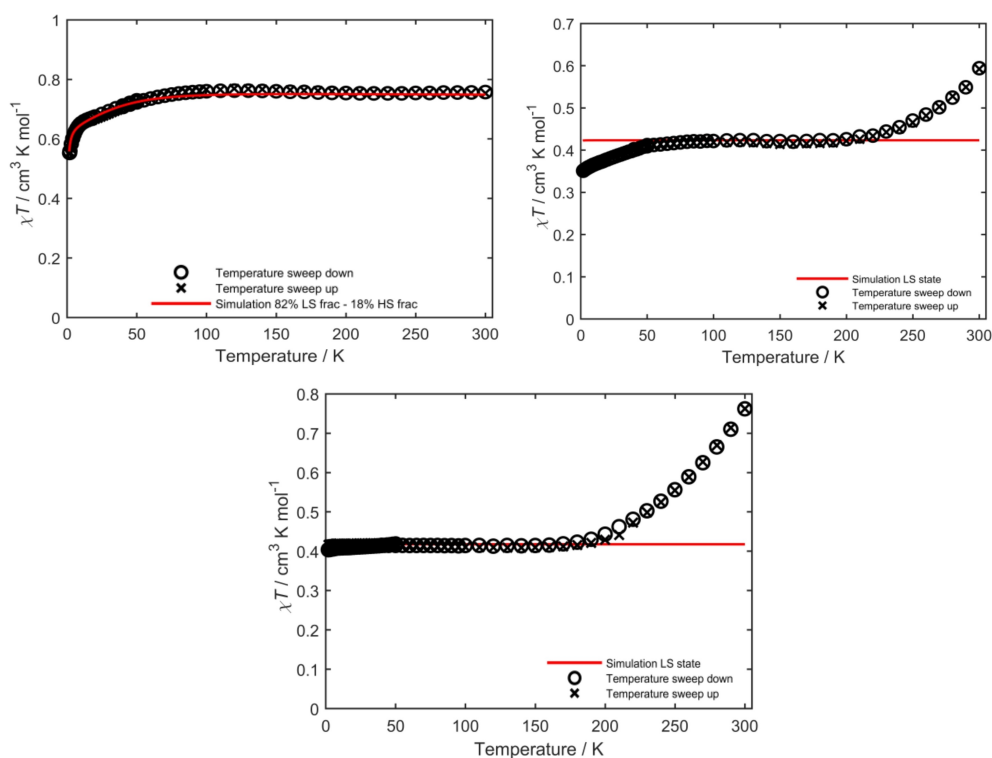 1
0.8
0.6
0.4
0.2
0
χT / cm³ K mol⁻¹
Temperature sweep down
Temperature sweep up
Simulation 82% LS frac - 18% HS frac
0 50 100 150 200 250 300
Temperature / K
0.7
0.6
0.5
0.4
0.3
0.2
0.1
0
χT / cm³ K mol⁻¹
Simulation LS state
Temperature sweep down
Temperature sweep up
0 50 100 150 200 250 300
Temperature / K
0.8
0.7
0.6
0.5
0.4
0.3
0.2
0.1
0
χT / cm³ K mol⁻¹
Simulation LS state
Temperature sweep down
Temperature sweep up
0 50 100 150 200 250 300
Temperature / K